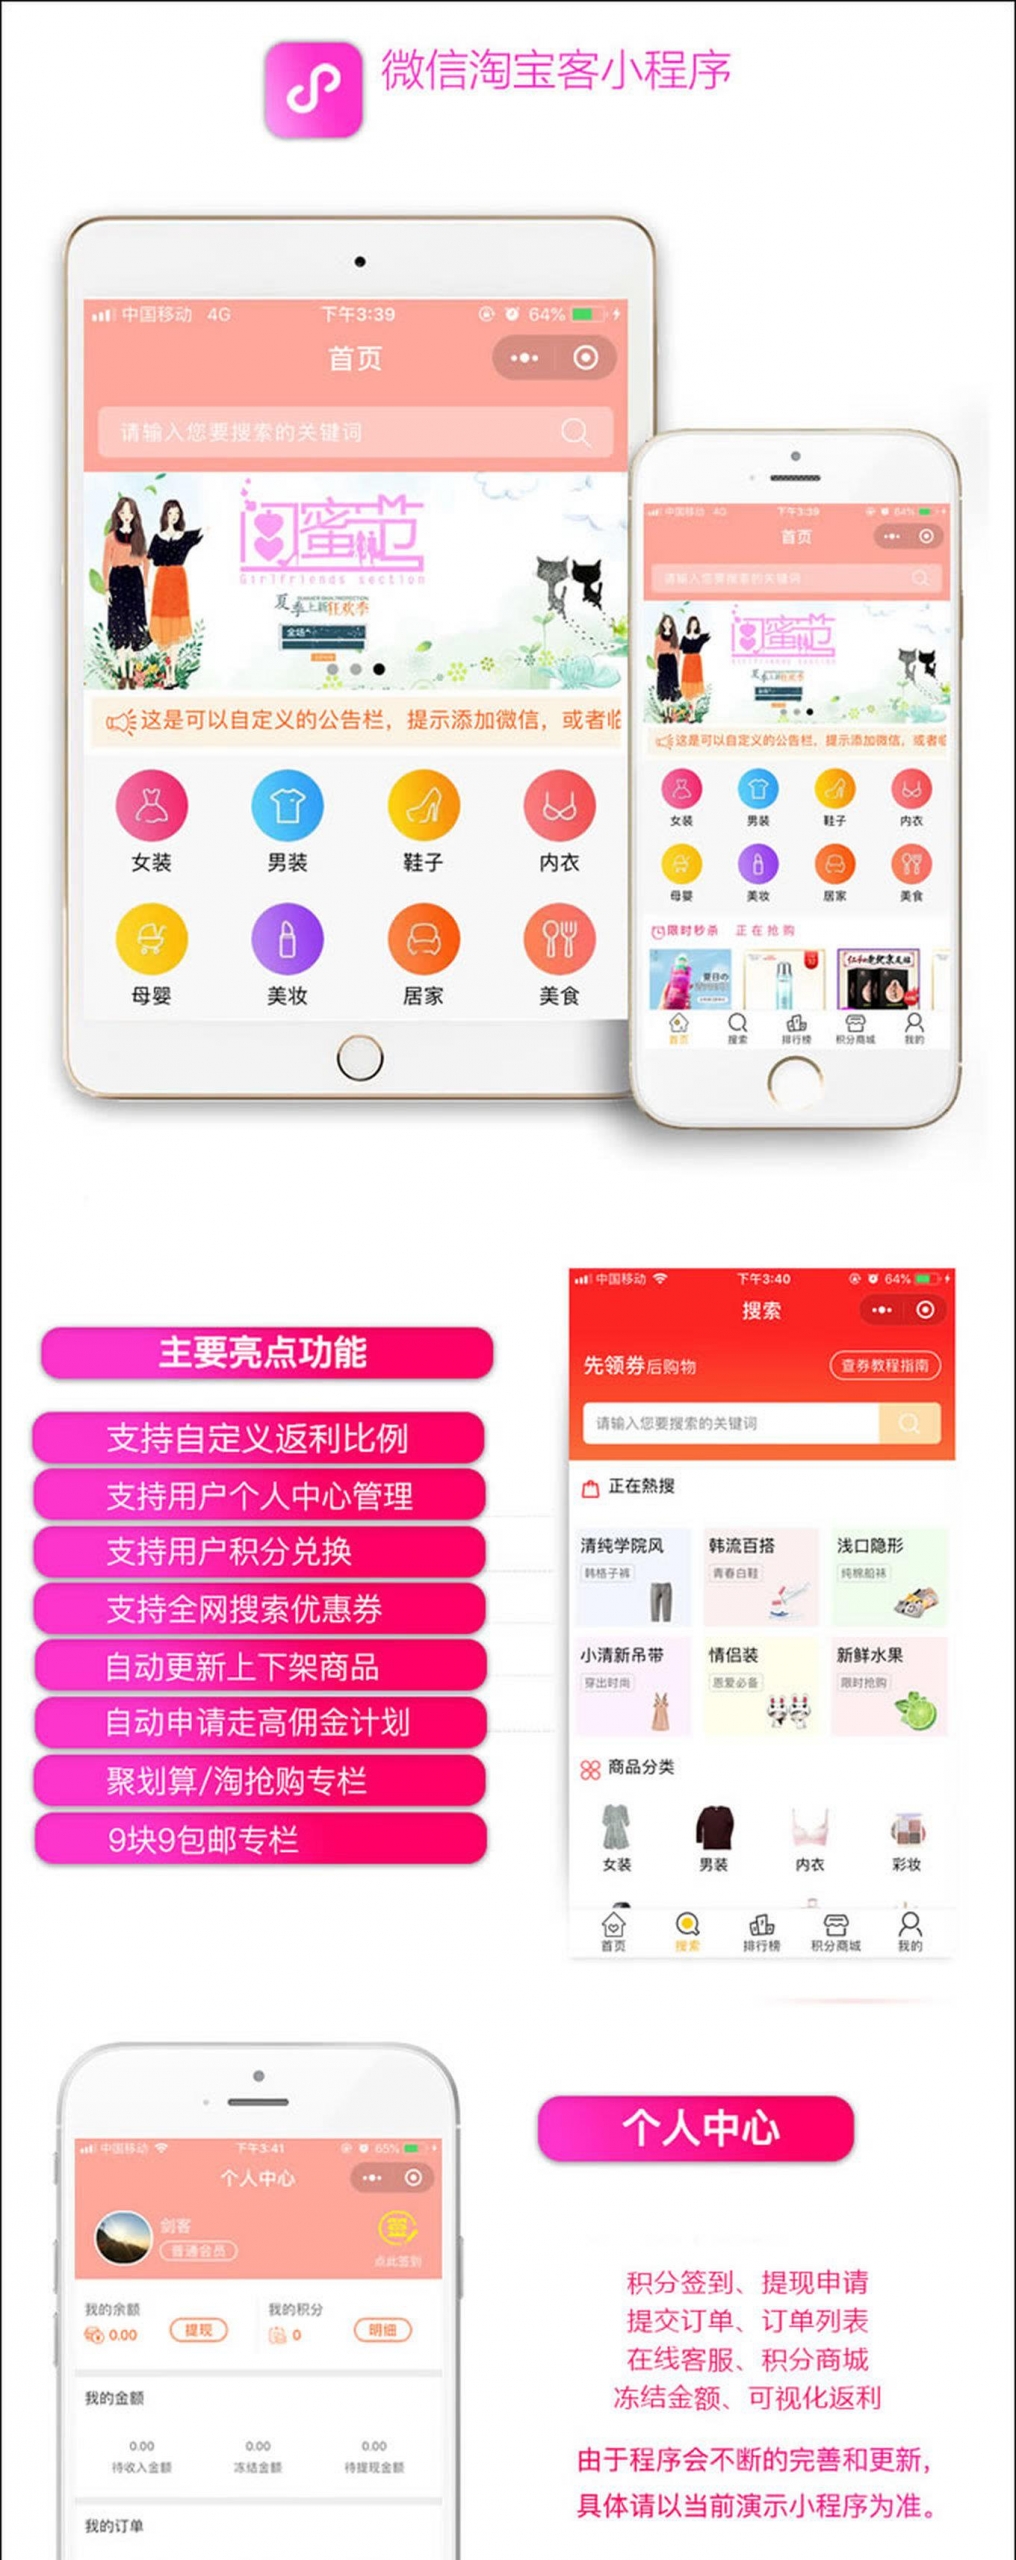 微信淘宝客小程序
中国移动 4G 下午3:39 64%
首页
请输入您要搜索的关键词
闺蜜节
Girlfriends section
夏季上新狂欢季
这是可以自定义的公告栏，提示添加微信，或者临
女装 男装 鞋子 内衣
母婴 美妆 居家 美食
中国移动 4G 下午3:39 64%
首页
请输入您要搜索的关键词
闺蜜节
夏季上新狂欢季
这是可以自定义的公告栏，提示添加微信，或者临
女装 男装 鞋子 内衣
母婴 美妆 居家 美食
限时秒杀 正在抢购
夏日の
首页 搜索 排行榜 积分商城 我的
主要亮点功能
支持自定义返利比例
支持用户个人中心管理
支持用户积分兑换
支持全网搜索优惠券
自动更新上下架商品
自动申请走高佣金计划
聚划算/淘抢购专栏
9块9包邮专栏
中国移动 下午3:40 64%
搜索
先领券后购物 查券教程指南
请输入您要搜索的关键词
正在熱搜
清纯学院风 韩流百搭 浅口隐形
韩格子裤 青春白鞋 纯棉船袜
小清新吊带 情侣装 新鲜水果
穿出时尚 恩爱必备 限时抢购
商品分类
女装 男装 内衣 彩妆
首页 搜索 排行榜 积分商城 我的
中国移动 下午3:41 65%
个人中心
剑客
普通会员
点此签到
我的余额 我的积分
0.00 提现 0 明细
我的金额
0.00 0.00 0.00
待收入金额 冻结金额 待提现金额
我的订单
个人中心
积分签到、提现申请
提交订单、订单列表
在线客服、积分商城
冻结金额、可视化返利
由于程序会不断的完善和更新，
具体请以当前演示小程序为准。